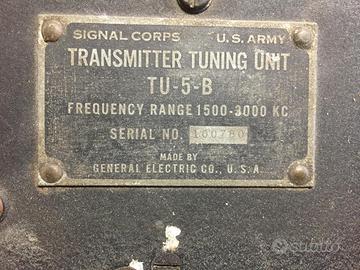 SIGNAL CORPS U.S. ARMY
TRANSMITTER TUNING UNIT
TU-5-B
FREQUENCY RANGE 1500-3000 KC
SERIAL NO. 100780
MADE BY
GENERAL ELECTRIC CO., U.S.A.
subito